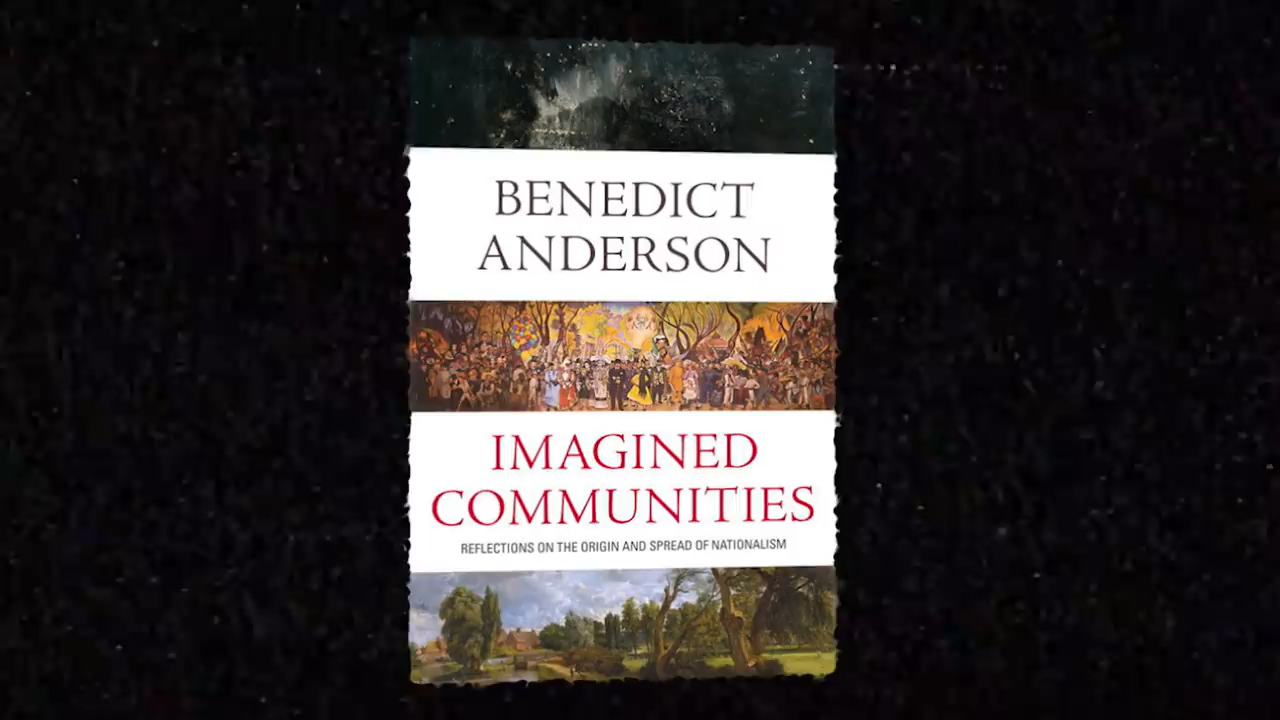 BENEDICT
ANDERSON
IMAGINED
COMMUNITIES
REFLECTIONS ON THE ORIGIN AND SPREAD OF NATIONALISM